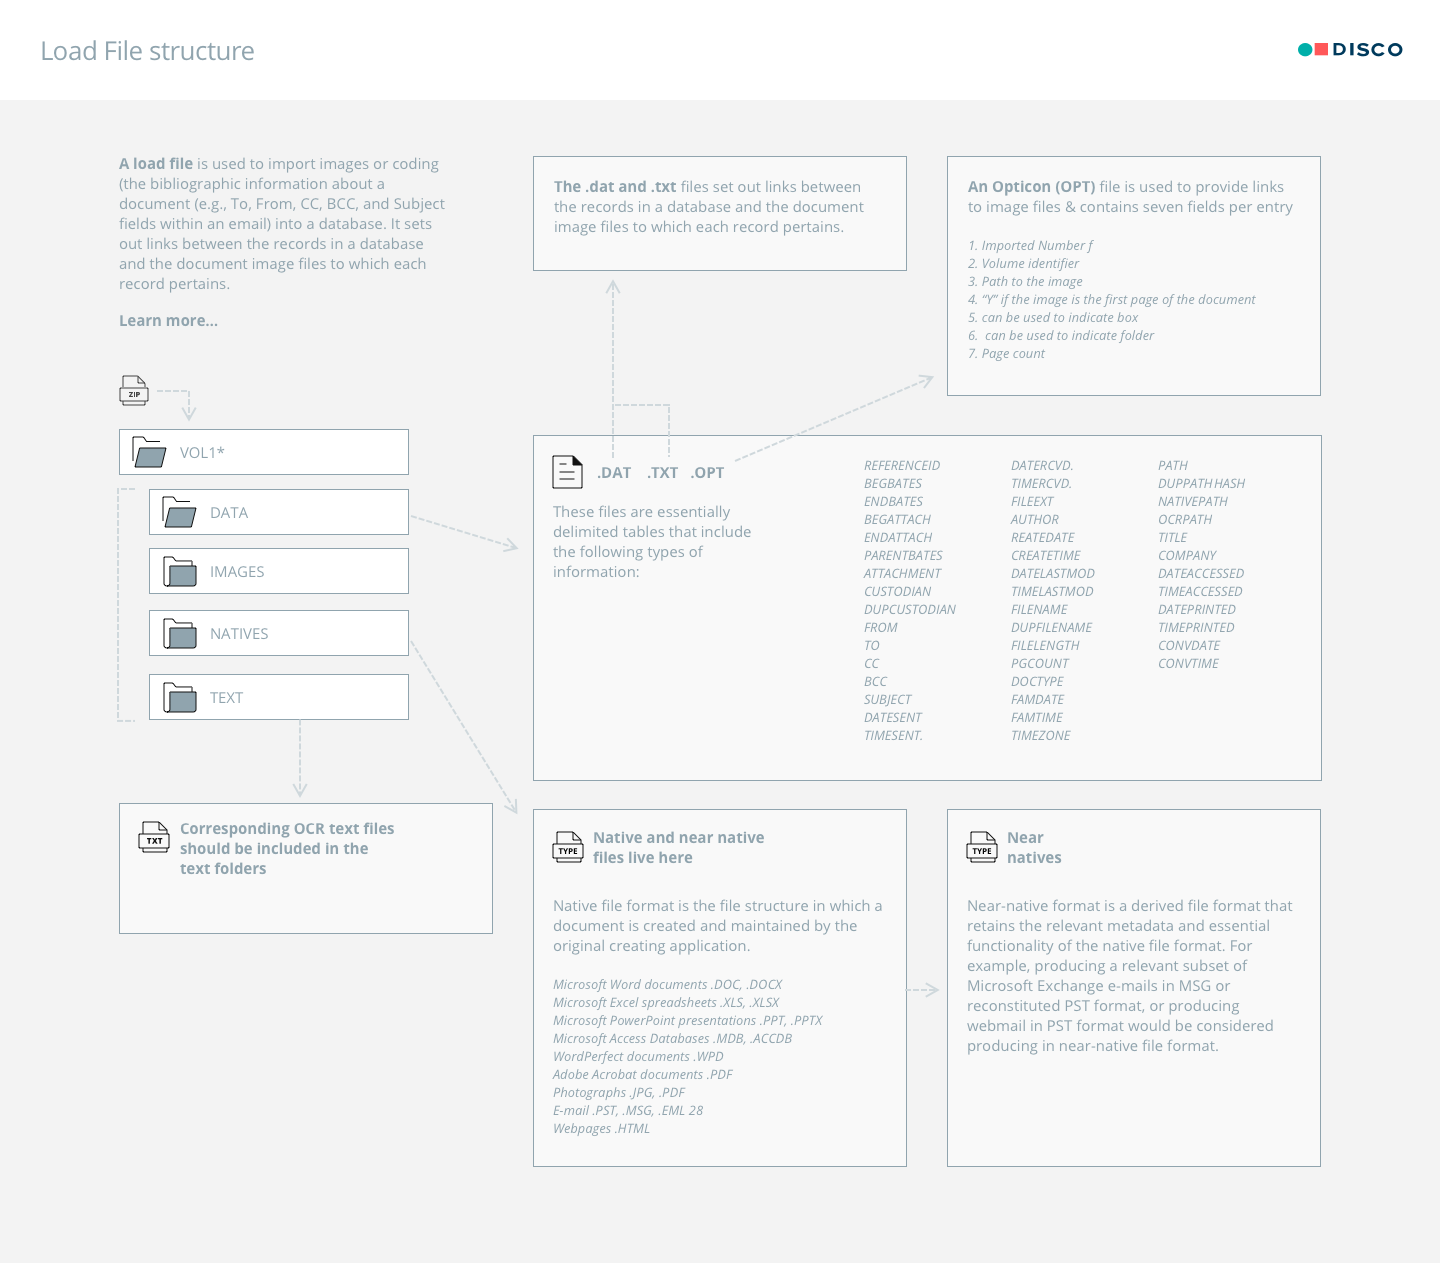 Load File structure
DISCO
A load file is used to import images or coding
(the bibliographic information about a
document (e.g., To, From, CC, BCC, and Subject
fields within an email) into a database. It sets
out links between the records in a database
and the document image files to which each
record pertains.
Learn more...
The .dat and .txt files set out links between
the records in a database and the document
image files to which each record pertains.
An Opticon (OPT) file is used to provide links
to image files & contains seven fields per entry
1. Imported Number f
2. Volume identifier
3. Path to the image
4. “Y” if the image is the first page of the document
5. can be used to indicate box
6. can be used to indicate folder
7. Page count
ZIP
VOL1*
DATA
IMAGES
NATIVES
TEXT
.DAT .TXT .OPT
These files are essentially
delimited tables that include
the following types of
information:
REFERENCEID
BEGBATES
ENDBATES
BEGATTACH
ENDATTACH
PARENTBATES
ATTACHMENT
CUSTODIAN
DUPCUSTODIAN
FROM
TO
CC
BCC
SUBJECT
DATESENT
TIMESENT.
DATERCVD.
TIMERCVD.
FILEEXT
AUTHOR
REATEDATE
CREATETIME
DATELASTMOD
TIMELASTMOD
FILENAME
DUPFILENAME
FILELENGTH
PGCOUNT
DOCTYPE
FAMDATE
FAMTIME
TIMEZONE
PATH
DUPPATHHASH
NATIVEPATH
OCRPATH
TITLE
COMPANY
DATEACCESSED
TIMEACCESSED
DATEPRINTED
TIMEPRINTED
CONVDATE
CONVTIME
TXT
Corresponding OCR text files
should be included in the
text folders
TYPE
Native and near native
files live here
Native file format is the file structure in which a
document is created and maintained by the
original creating application.
Microsoft Word documents .DOC, .DOCX
Microsoft Excel spreadsheets .XLS, .XLSX
Microsoft PowerPoint presentations .PPT, .PPTX
Microsoft Access Databases .MDB, .ACCDB
WordPerfect documents .WPD
Adobe Acrobat documents .PDF
Photographs .JPG, .PDF
E-mail .PST, .MSG, .EML 28
Webpages .HTML
TYPE
Near
natives
Near-native format is a derived file format that
retains the relevant metadata and essential
functionality of the native file format. For
example, producing a relevant subset of
Microsoft Exchange e-mails in MSG or
reconstituted PST format, or producing
webmail in PST format would be considered
producing in near-native file format.